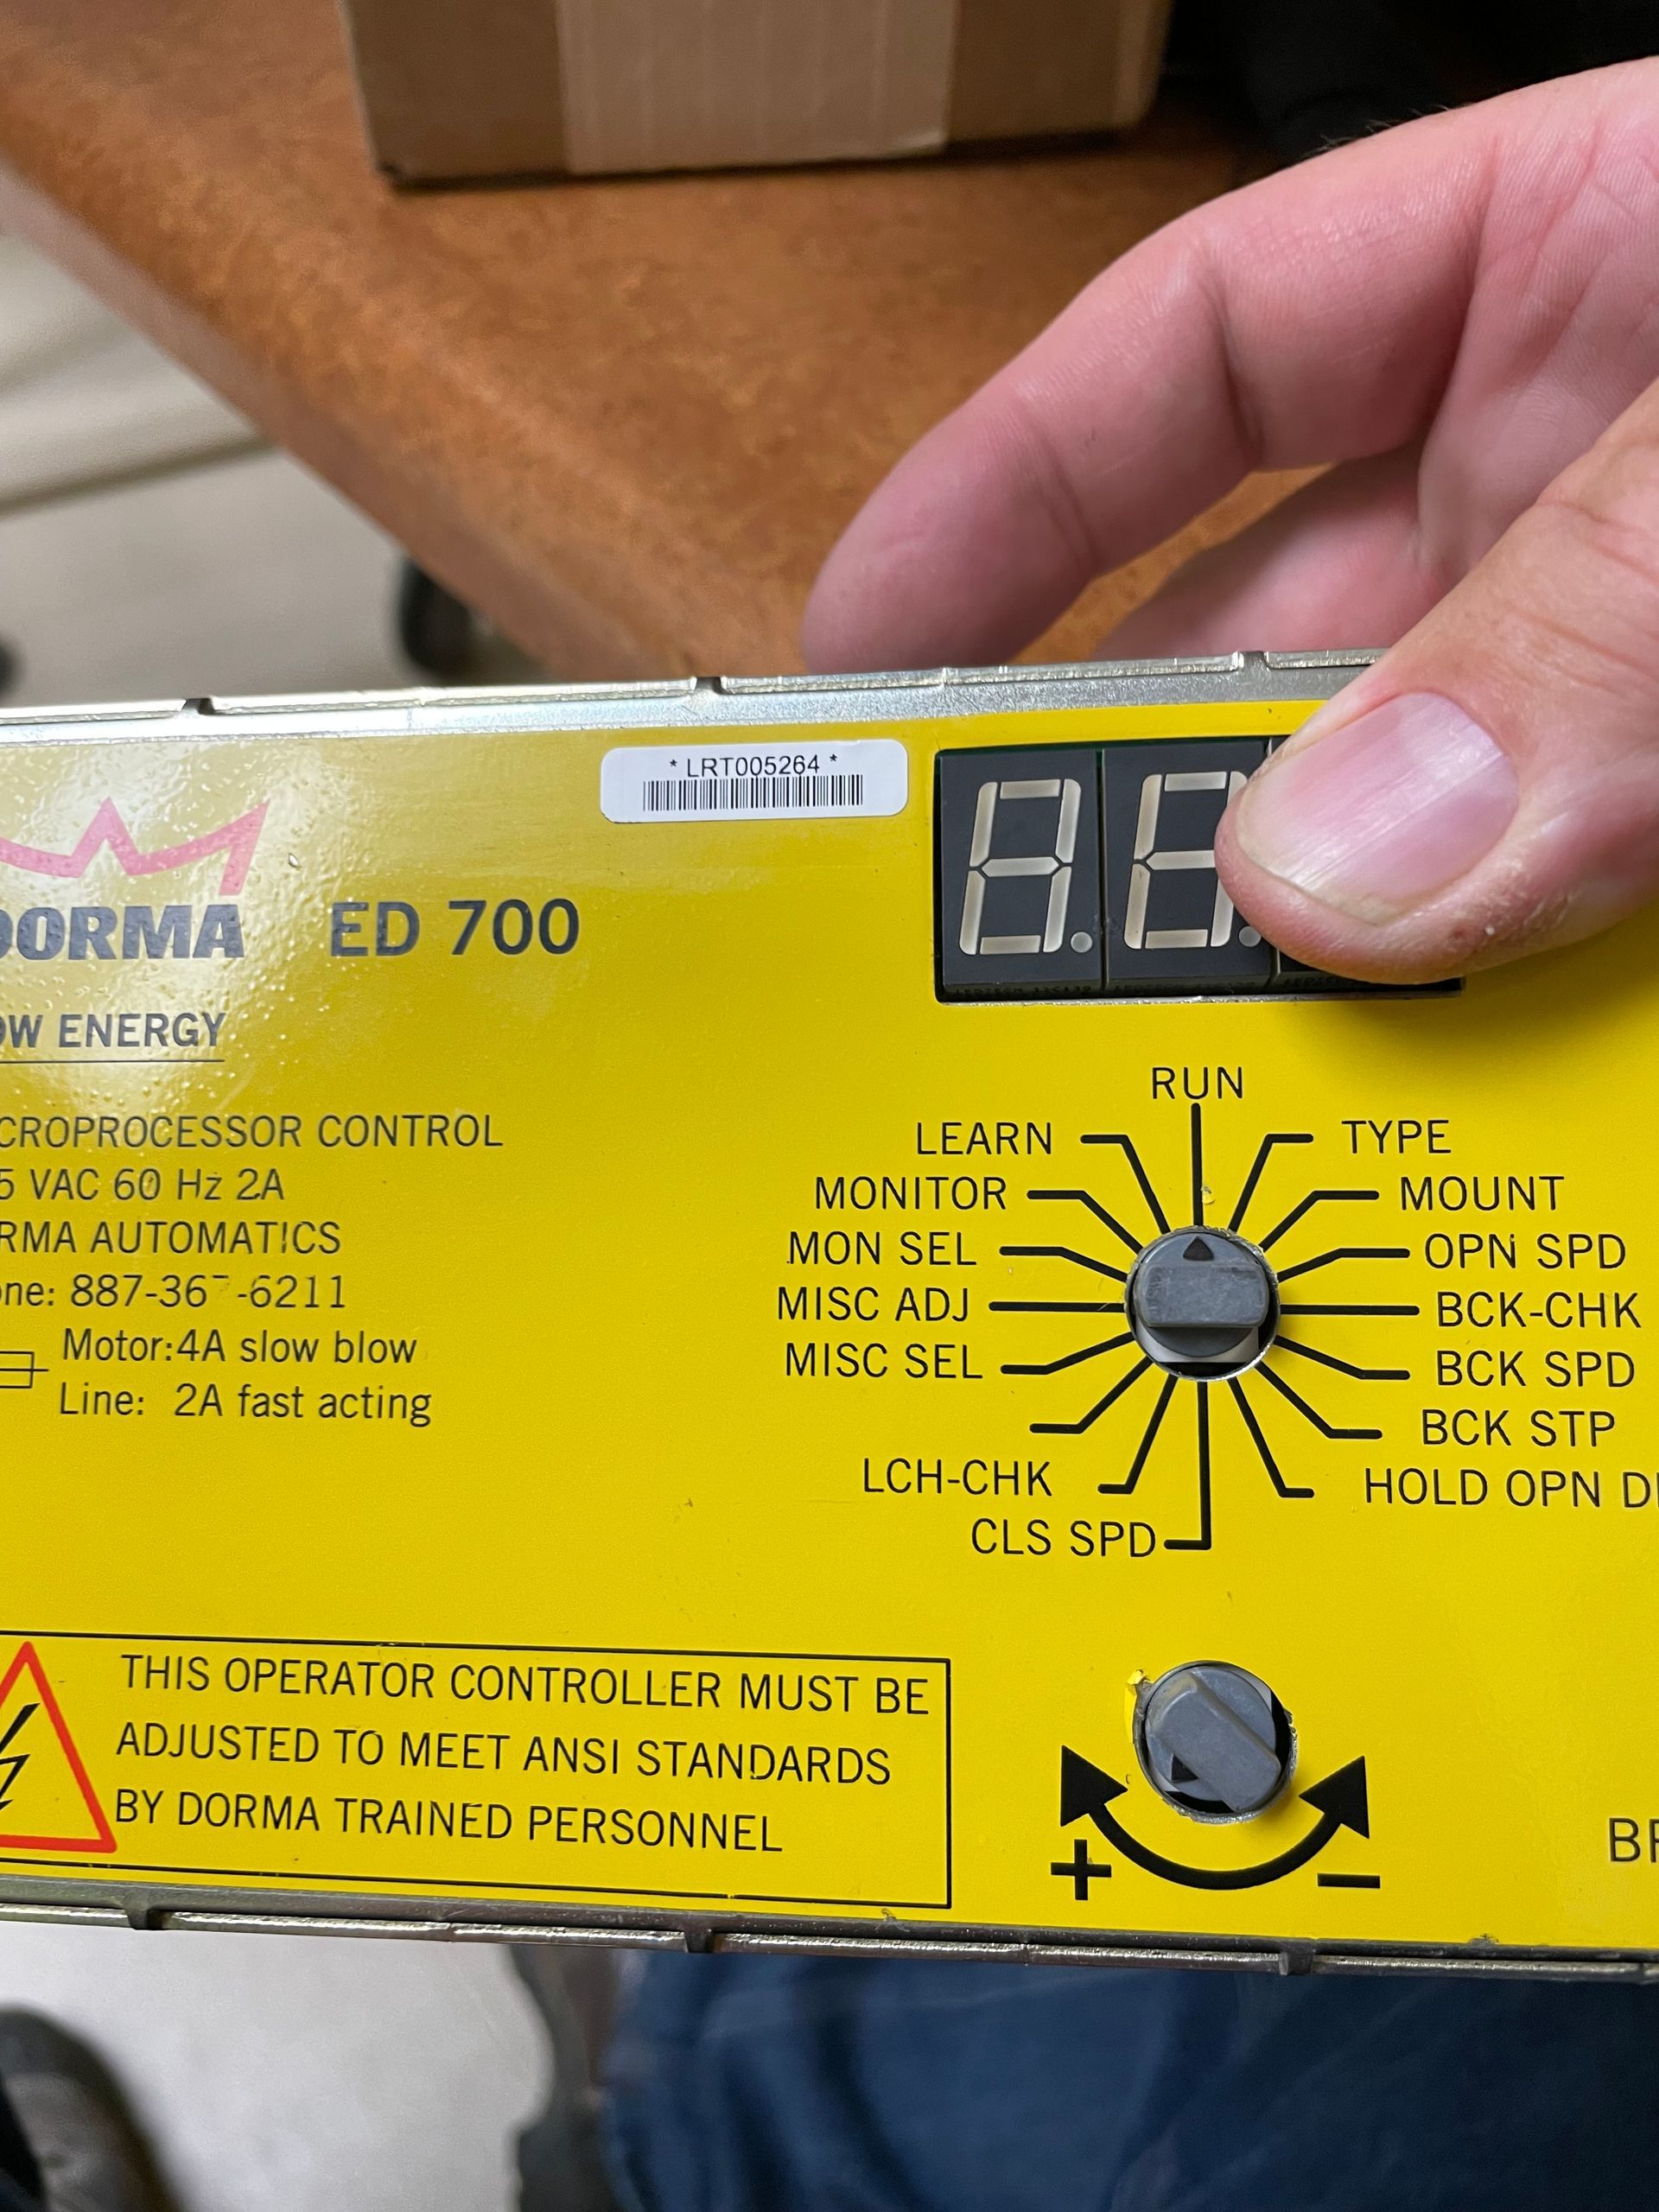 * LRT005264 *
DORMA ED 700
OW ENERGY
CROPROCESSOR CONTROL
5 VAC 60 Hz 2A
RMA AUTOMATICS
one: 887-36 -6211
Motor:4A slow blow
Line: 2A fast acting
RUN
LEARN
TYPE
MONITOR
MOUNT
MON SEL
OPN SPD
MISC ADJ
BCK-CHK
MISC SEL
BCK SPD
BCK STP
LCH-CHK
HOLD OPN
CLS SPD
THIS OPERATOR CONTROLLER MUST BE
ADJUSTED TO MEET ANSI STANDARDS
BY DORMA TRAINED PERSONNEL
+ −